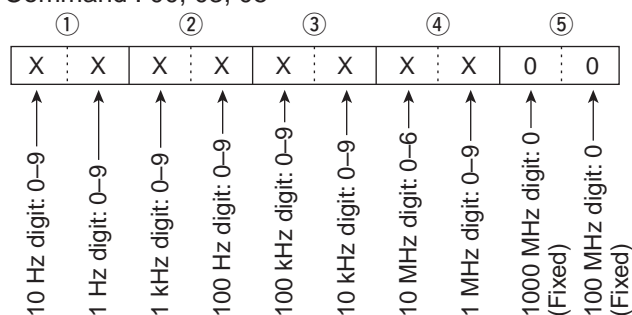 Command :
① ② ③ ④ ⑤
X X X X X X X X 0 0
10 Hz digit: 0–9
1 Hz digit: 0–9
1 kHz digit: 0–9
100 Hz digit: 0–9
100 kHz digit: 0–9
10 kHz digit: 0–9
10 MHz digit: 0–6
1 MHz digit: 0–9
1000 MHz digit: 0
(Fixed)
100 MHz digit: 0
(Fixed)